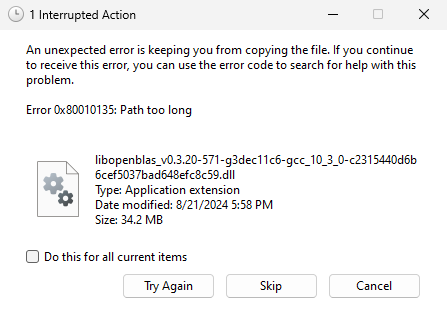 1 Interrupted Action
An unexpected error is keeping you from copying the file. If you continue
to receive this error, you can use the error code to search for help with this
problem.
Error 0x80010135: Path too long
libopenblas_v0.3.20-571-g3dec11c6-gcc_10_3_0-c2315440d6b
6cef5037bad648efc8c59.dll
Type: Application extension
Date modified: 8/21/2024 5:58 PM
Size: 34.2 MB
Do this for all current items
Try Again
Skip
Cancel